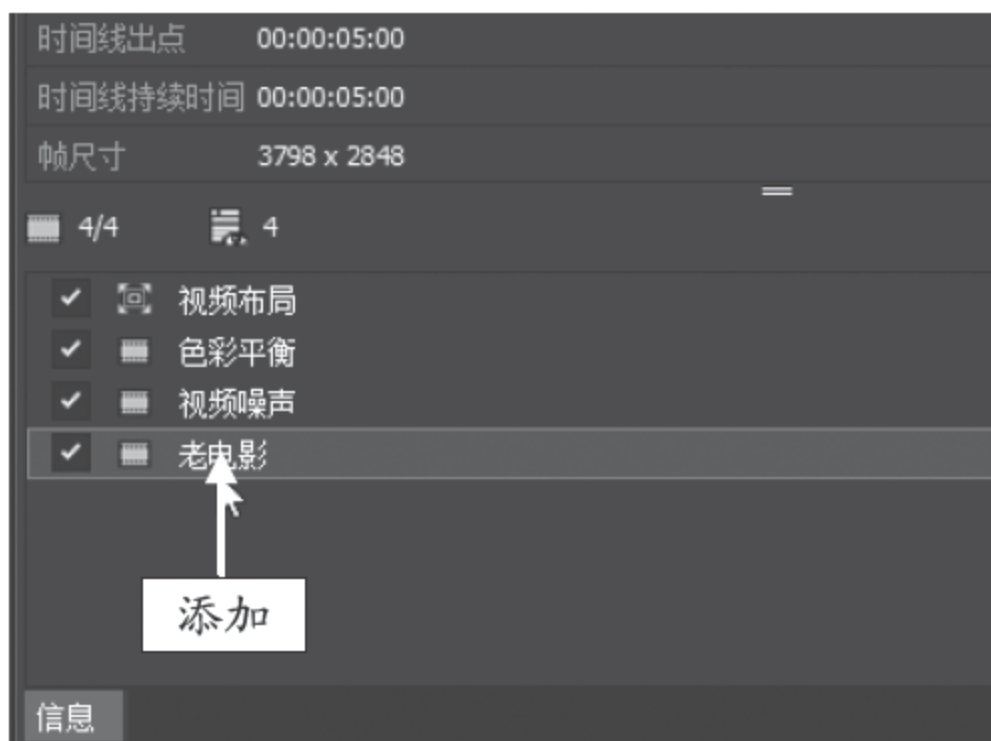 时间线出点 00:00:05:00
时间线持续时间 00:00:05:00
帧尺寸 3798 x 2848
4/4 4
视频布局
色彩平衡
视频噪声
老电影
添加
信息